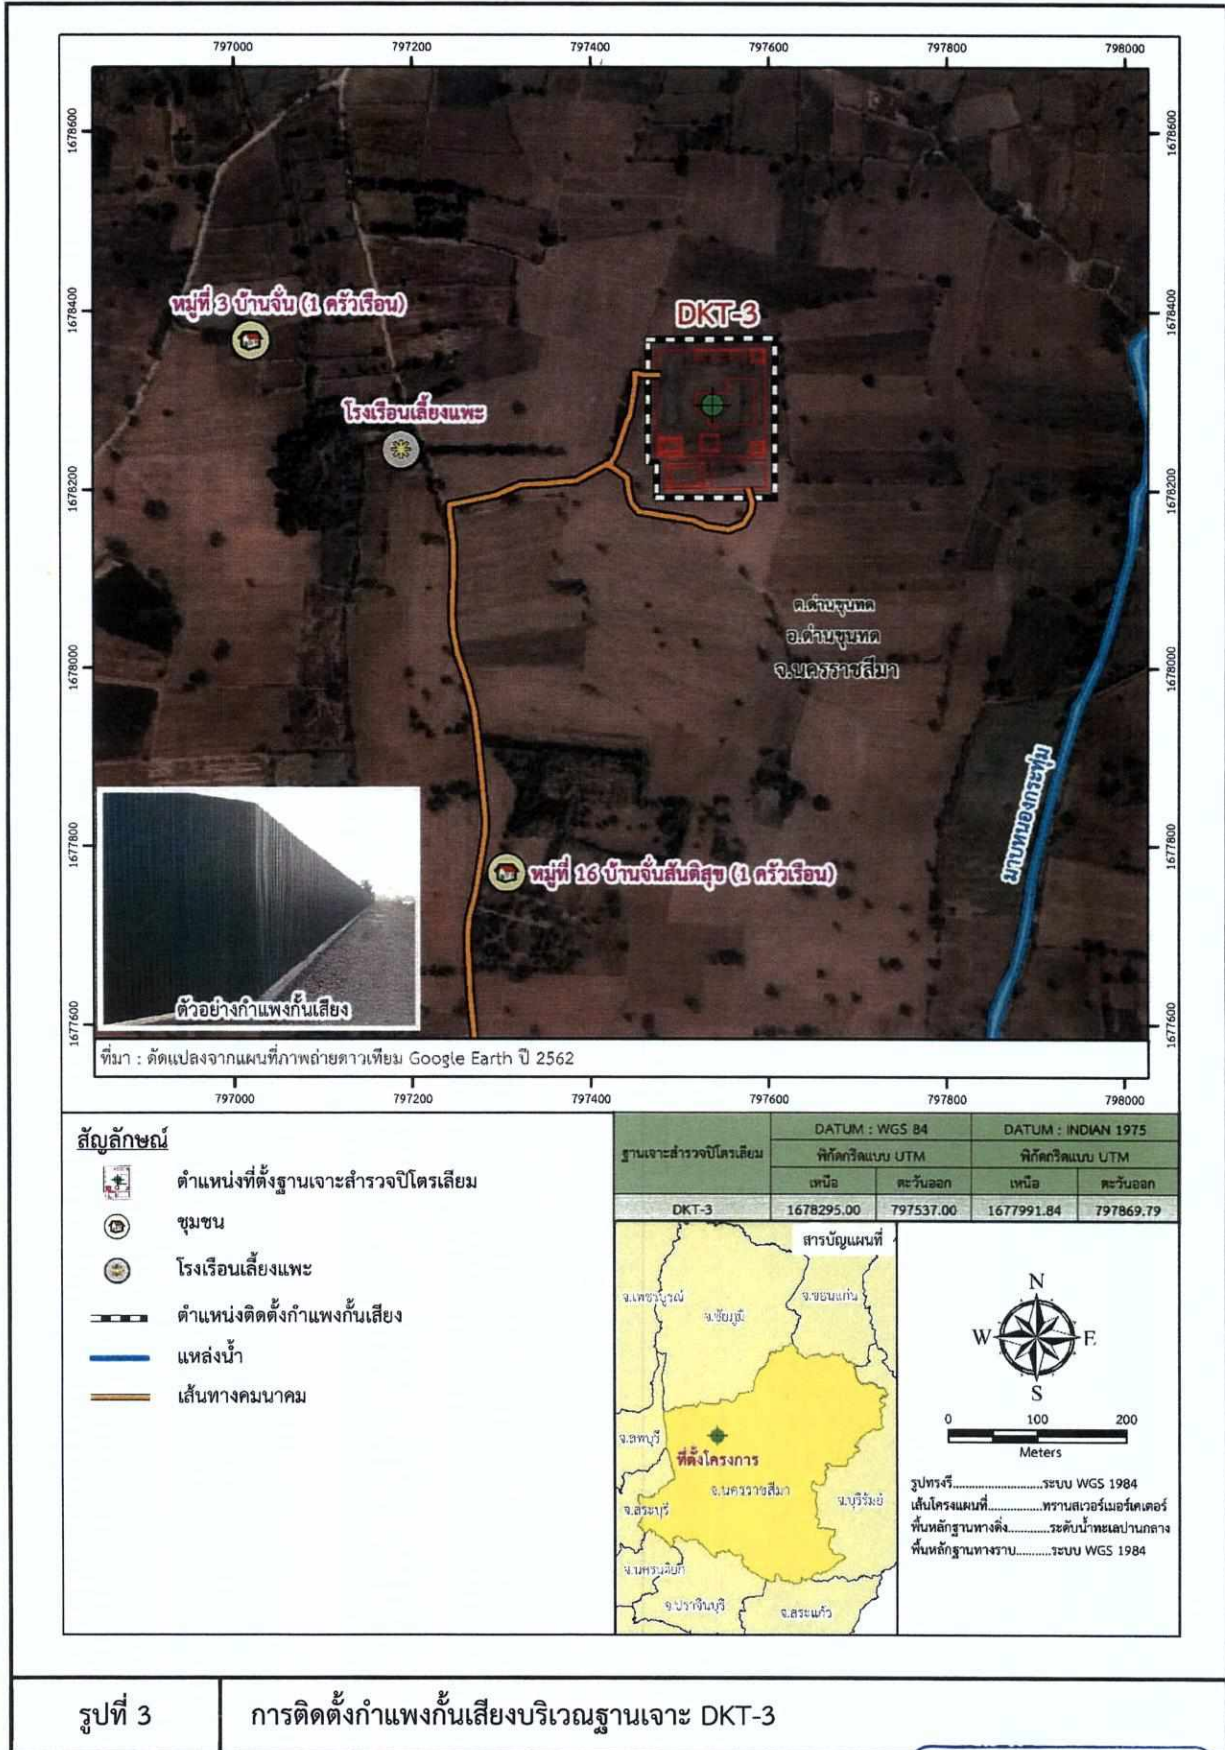 797000 797200 797400 797600 797800 798000
1678600 1678600
หมู่ที่ 3 บ้านจั่น (1 ครัวเรือน)
1678400 1678400
DKT-3
โรงเรือนเลี้ยงแพะ
1678200 1678200
ต.ด่านขุนทด
อ.ด่านขุนทด
จ.นครราชสีมา
1678000 1678000
มาบหนองกระทุ่ม
1677800 1677800
หมู่ที่ 16 บ้านจั่นสันติสุข (1 ครัวเรือน)
ตัวอย่างกำแพงกั้นเสียง
1677600 1677600
ที่มา : ดัดแปลงจากแผนที่ภาพถ่ายดาวเทียม Google Earth ปี 2562
797000 797200 797400 797600 797800 798000
สัญลักษณ์
ตำแหน่งที่ตั้งฐานเจาะสำรวจปิโตรเลียม
ชุมชน
โรงเรือนเลี้ยงแพะ
ตำแหน่งติดตั้งกำแพงกั้นเสียง
แหล่งน้ำ
เส้นทางคมนาคม
ฐานเจาะสำรวจปิโตรเลียม
DATUM : WGS 84 DATUM : INDIAN 1975
พิกัดกริดแบบ UTM พิกัดกริดแบบ UTM
เหนือ ตะวันออก เหนือ ตะวันออก
DKT-3 1678295.00 797537.00 1677991.84 797869.79
สารบัญแผนที่
จ.เพชรบูรณ์
จ.ชัยภูมิ
จ.ขอนแก่น
จ.ลพบุรี
ที่ตั้งโครงการ
จ.นครราชสีมา
จ.บุรีรัมย์
จ.สระบุรี
จ.นครนายก
จ.ปราจีนบุรี
จ.สระแก้ว
N
W E
S
0 100 200
Meters
รูปทรงรี............................ระบบ WGS 1984
เส้นโครงแผนที่.................ทรานสเวอร์เมอร์เคเตอร์
พื้นหลักฐานทางดิ่ง.............ระดับน้ำทะเลปานกลาง
พื้นหลักฐานทางราบ...........ระบบ WGS 1984
รูปที่ 3 การติดตั้งกำแพงกั้นเสียงบริเวณฐานเจาะ DKT-3